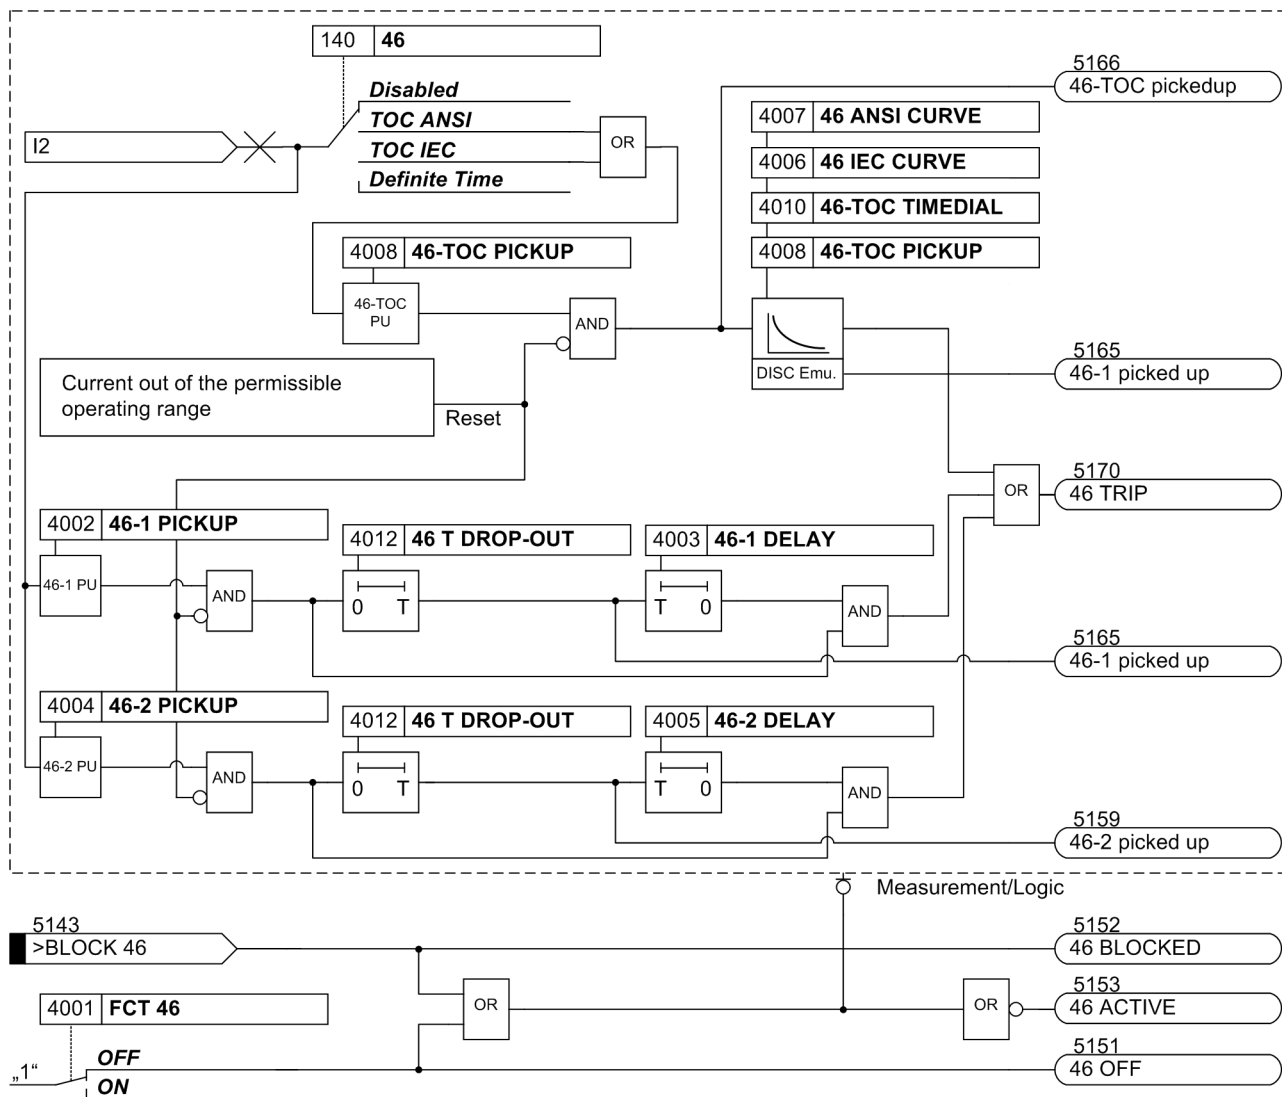 140 46
5166
46-TOC pickedup
Disabled
TOC ANSI
TOC IEC
Definite Time
OR
I2
4007 46 ANSI CURVE
4006 46 IEC CURVE
4010 46-TOC TIMEDIAL
4008 46-TOC PICKUP
4008 46-TOC PICKUP
46-TOC
PU
AND
DISC Emu.
5165
46-1 picked up
Current out of the permissible
operating range
Reset
OR
5170
46 TRIP
4002 46-1 PICKUP
4012 46 T DROP-OUT
4003 46-1 DELAY
46-1 PU
AND
0 T
T 0
AND
5165
46-1 picked up
4004 46-2 PICKUP
4012 46 T DROP-OUT
4005 46-2 DELAY
46-2 PU
AND
0 T
T 0
AND
5159
46-2 picked up
Measurement/Logic
5143
>BLOCK 46
5152
46 BLOCKED
4001 FCT 46
OR
OR
5153
46 ACTIVE
OFF
ON
„1“
5151
46 OFF